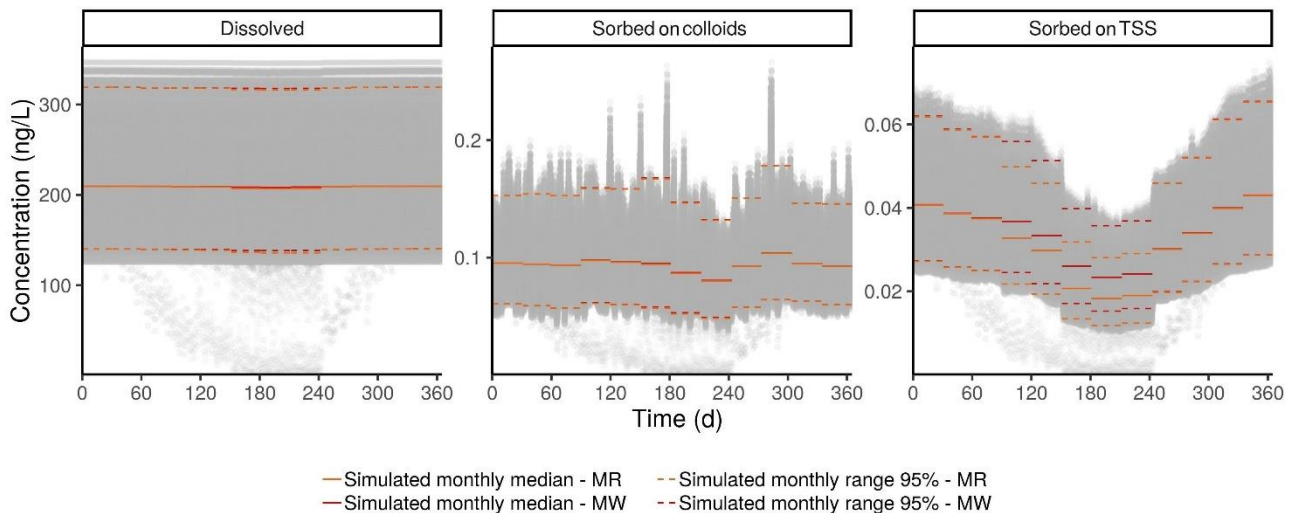 Dissolved
Sorbed on colloids
Sorbed on TSS
Concentration (ng/L)
300
200
100
0.2
0.1
0.06
0.04
0.02
0 60 120 180 240 300 360
0 60 120 180 240 300 360
0 60 120 180 240 300 360
Time (d)
Simulated monthly median - MR
Simulated monthly range 95% - MR
Simulated monthly median - MW
Simulated monthly range 95% - MW